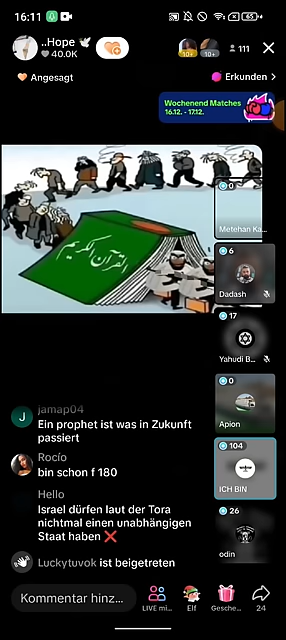 16:11
65
..Hope 🕊
40.0K
10+
10+
111
Angesagt
Erkunden >
Wochenend Matches
16.12. - 17.12.
القرآن الكريم
0
Metehan Ka...
6
Dadash
17
Yahudi B...
0
Apion
104
ICH BIN
26
odin
J
jamap04
Ein prophet ist was in Zukunft
passiert
Rocío
bin schon f 180
Hello
Israel dürfen laut der Tora
nichtmal einen unabhängigen
Staat haben ❌
Luckytuvok ist beigetreten
Kommentar hinz...
LIVE mi...
Elf
Gesche...
24